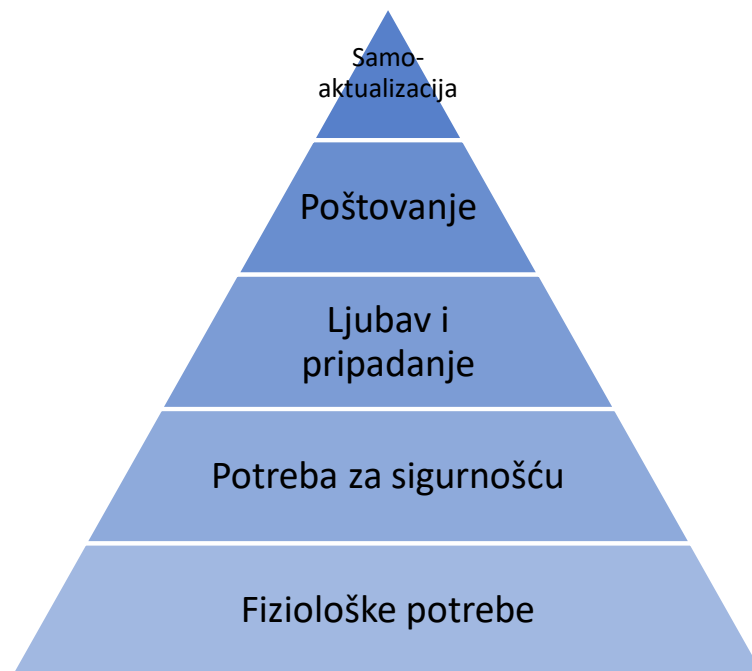 Samo-
aktualizacija
Poštovanje
Ljubav i
pripadanje
Potreba za sigurnošću
Fiziološke potrebe